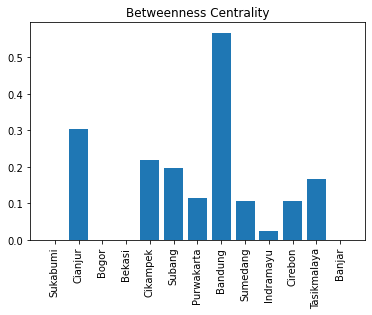 Betweenness Centrality
0.5
0.4
0.3
0.2
0.1
0.0
Sukabumi
Cianjur
Bogor
Bekasi
Cikampek
Subang
Purwakarta
Bandung
Sumedang
Indramayu
Cirebon
Tasikmalaya
Banjar